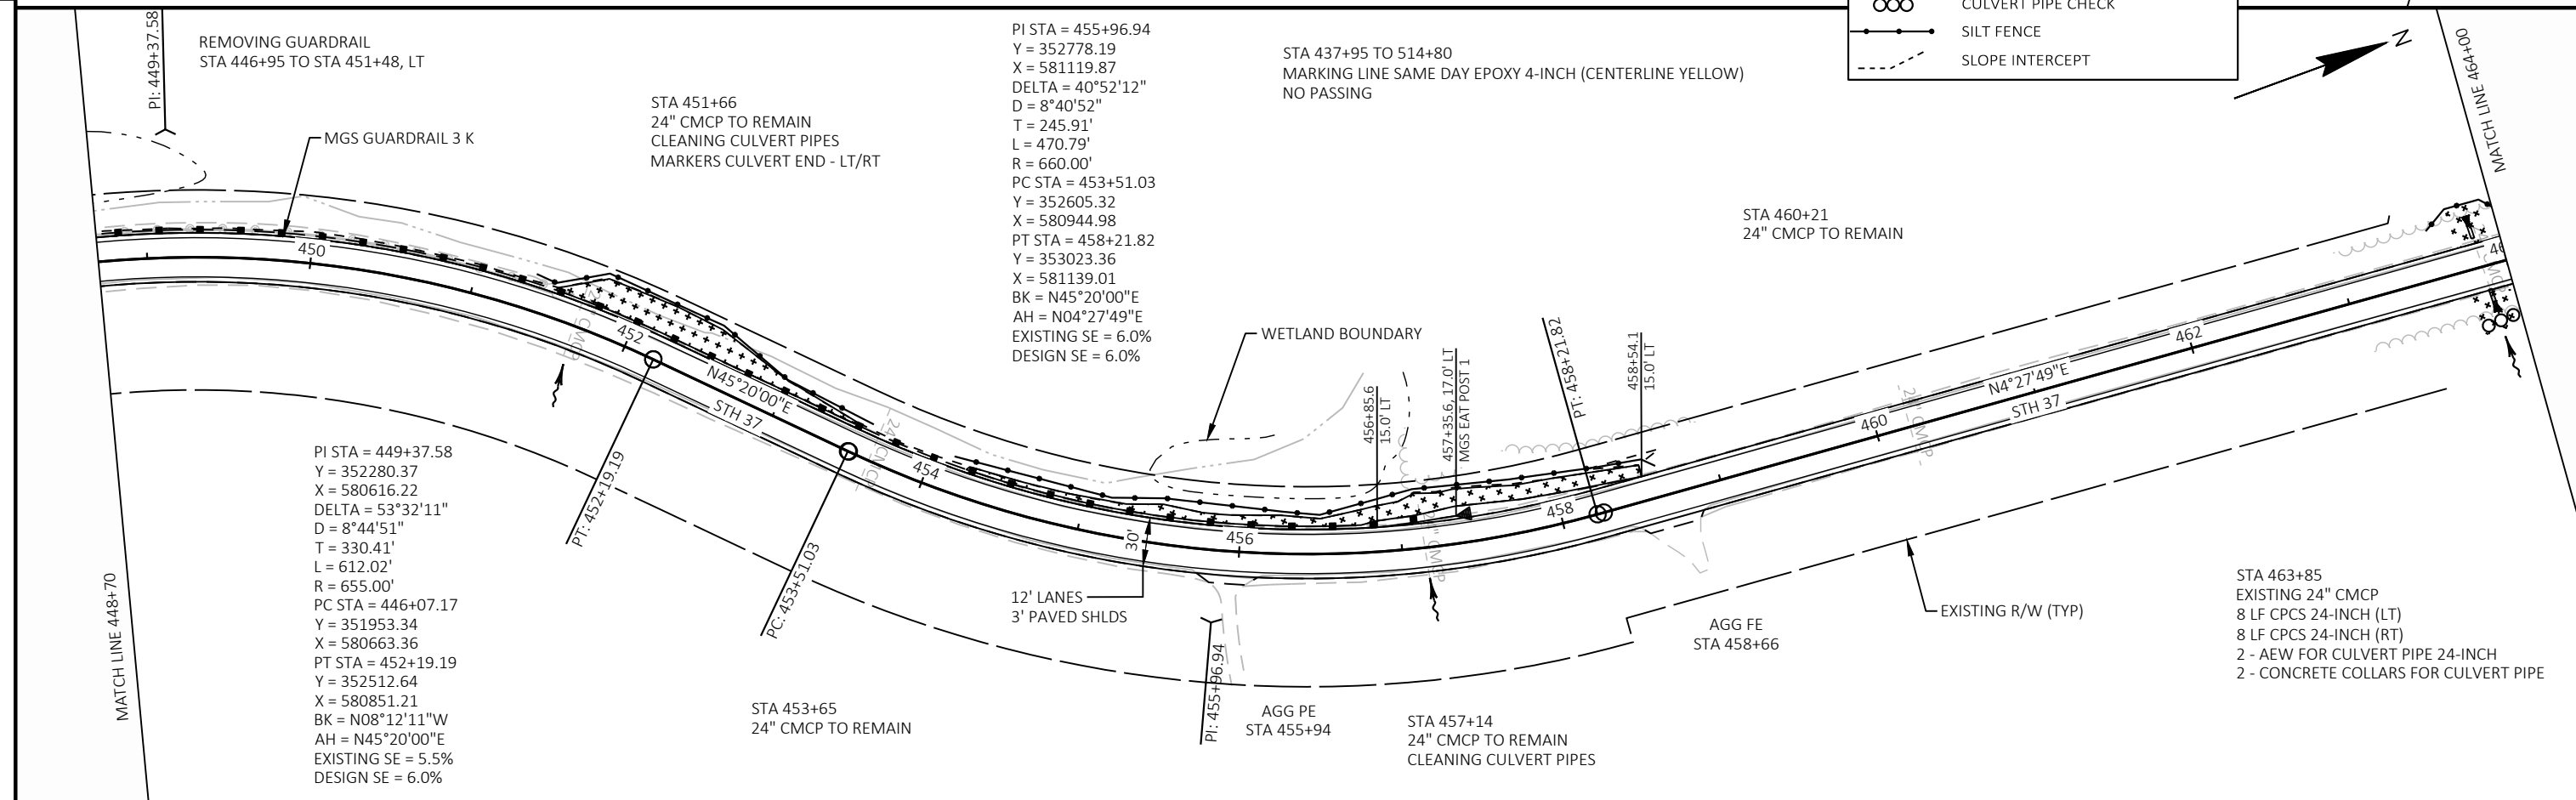 CULVERT PIPE CHECK
SILT FENCE
SLOPE INTERCEPT
N
MATCH LINE 464+00
PI: 449+37.58
REMOVING GUARDRAIL
STA 446+95 TO STA 451+48, LT
MGS GUARDRAIL 3 K
STA 451+66
24" CMCP TO REMAIN
CLEANING CULVERT PIPES
MARKERS CULVERT END - LT/RT
PI STA = 455+96.94
Y = 352778.19
X = 581119.87
DELTA = 40°52'12"
D = 8°40'52"
T = 245.91'
L = 470.79'
R = 660.00'
PC STA = 453+51.03
Y = 352605.32
X = 580944.98
PT STA = 458+21.82
Y = 353023.36
X = 581139.01
BK = N45°20'00"E
AH = N04°27'49"E
EXISTING SE = 6.0%
DESIGN SE = 6.0%
STA 437+95 TO 514+80
MARKING LINE SAME DAY EPOXY 4-INCH (CENTERLINE YELLOW)
NO PASSING
STA 460+21
24" CMCP TO REMAIN
WETLAND BOUNDARY
456+85.6
15.0' LT
457+35.6, 17.0' LT
MGS EAT POST 1
PT: 458+21.82
458+54.1
15.0' LT
450
452
N45°20'00"E
STH 37
454
456
458
460
N4°27'49"E
STH 37
462
24" CMCP
24" CMCP
PT: 452+19.19
PC: 453+51.03
30'
12' LANES
3' PAVED SHLDS
PI: 455+96.94
MATCH LINE 448+70
PI STA = 449+37.58
Y = 352280.37
X = 580616.22
DELTA = 53°32'11"
D = 8°44'51"
T = 330.41'
L = 612.02'
R = 655.00'
PC STA = 446+07.17
Y = 351953.34
X = 580663.36
PT STA = 452+19.19
Y = 352512.64
X = 580851.21
BK = N08°12'11"W
AH = N45°20'00"E
EXISTING SE = 5.5%
DESIGN SE = 6.0%
STA 453+65
24" CMCP TO REMAIN
AGG PE
STA 455+94
STA 457+14
24" CMCP TO REMAIN
CLEANING CULVERT PIPES
AGG FE
STA 458+66
EXISTING R/W (TYP)
STA 463+85
EXISTING 24" CMCP
8 LF CPCS 24-INCH (LT)
8 LF CPCS 24-INCH (RT)
2 - AEW FOR CULVERT PIPE 24-INCH
2 - CONCRETE COLLARS FOR CULVERT PIPE